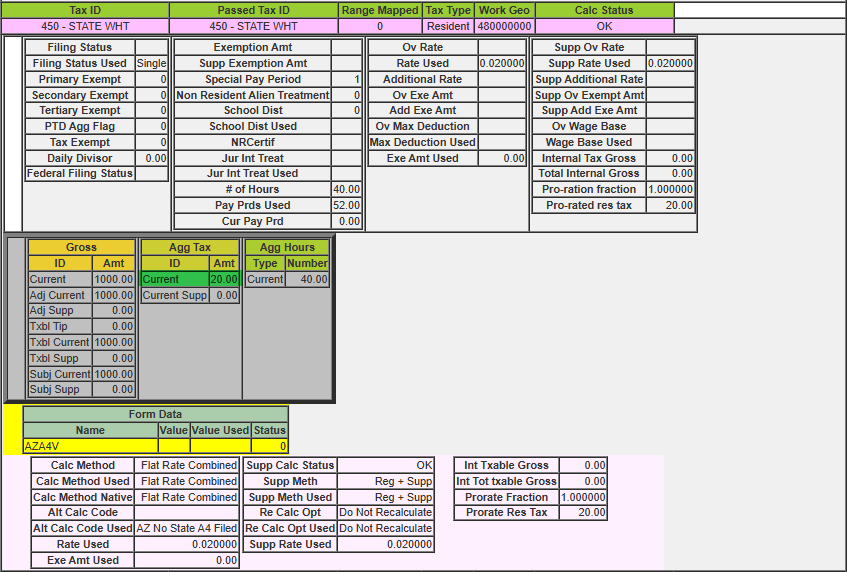 Tax ID Passed Tax ID Range Mapped Tax Type Work Geo Calc Status
450 - STATE WHT 450 - STATE WHT 0 Resident 480000000 OK
Filing Status Exemption Amt Ov Rate Supp Ov Rate
Filing Status Used Single Supp Exemption Amt Rate Used 0.020000 Supp Rate Used 0.020000
Primary Exempt 0 Special Pay Period 1 Additional Rate Supp Additional Rate
Secondary Exempt 0 Non Resident Alien Treatment 0 Ov Exe Amt Supp Ov Exempt Amt
Tertiary Exempt 0 School Dist 0 Add Exe Amt Supp Add Exe Amt
PTD Agg Flag 0 School Dist Used Ov Max Deduction Ov Wage Base
Tax Exempt 0 NRCertif Max Deduction Used Wage Base Used
Daily Divisor 0.00 Jur Int Treat Exe Amt Used 0.00 Internal Tax Gross 0.00
Federal Filing Status Jur Int Treat Used Total Internal Gross 0.00
# of Hours 40.00 Pro-ration fraction 1.000000
Pay Prds Used 52.00 Pro-rated res tax 20.00
Cur Pay Prd 0.00
Gross Agg Tax Agg Hours
ID Amt ID Amt Type Number
Current 1000.00 Current 20.00 Current 40.00
Adj Current 1000.00 Current Supp 0.00
Adj Supp 0.00
Txbl Tip 0.00
Txbl Current 1000.00
Txbl Supp 0.00
Subj Current 1000.00
Subj Supp 0.00
Form Data
Name Value Value Used Status
AZA4V 0
Calc Method Flat Rate Combined Supp Calc Status OK Int Txable Gross 0.00
Calc Method Used Flat Rate Combined Supp Meth Reg + Supp Int Tot txable Gross 0.00
Calc Method Native Flat Rate Combined Supp Meth Used Reg + Supp Prorate Fraction 1.000000
Alt Calc Code Re Calc Opt Do Not Recalculate Prorate Res Tax 20.00
Alt Calc Code Used AZ No State A4 Filed Re Calc Opt Used Do Not Recalculate
Rate Used 0.020000 Supp Rate Used 0.020000
Exe Amt Used 0.00